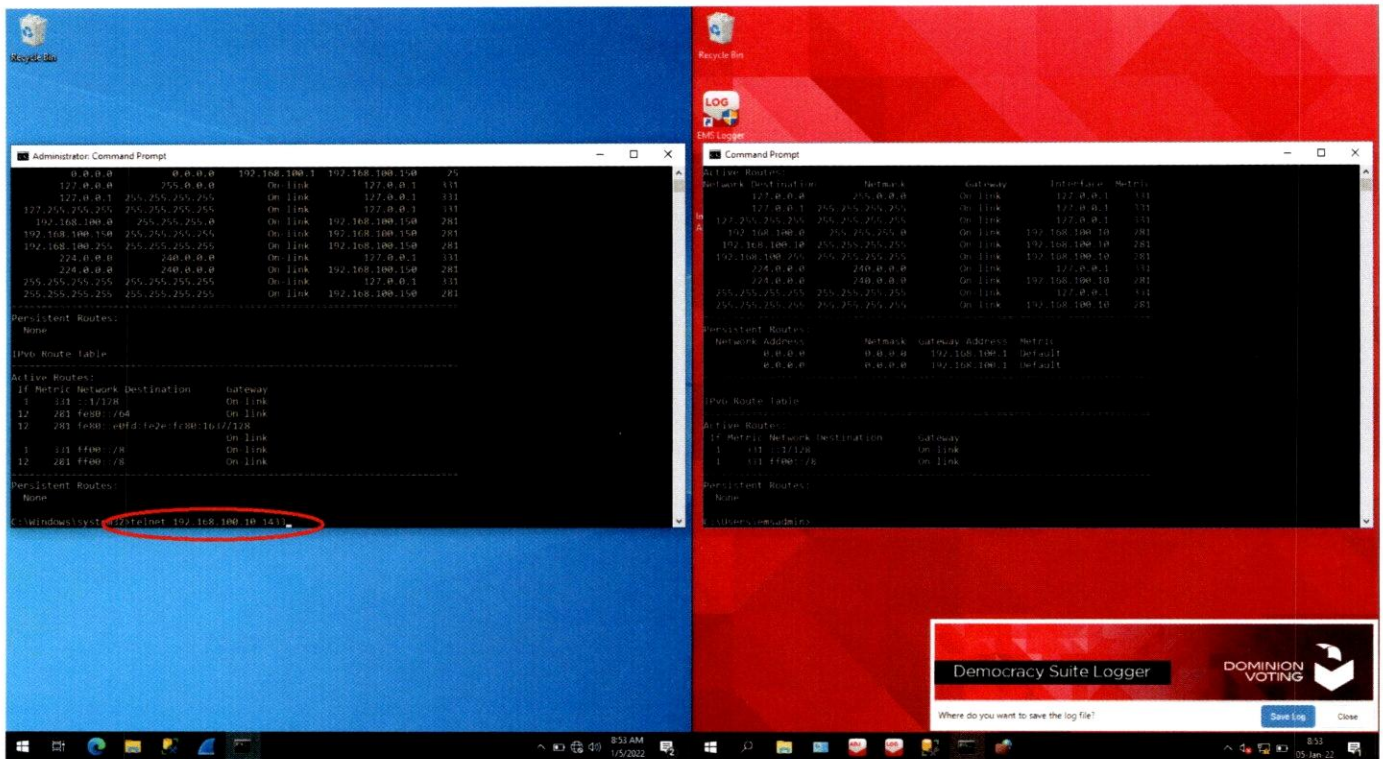 Recycle Bin
Administrator: Command Prompt
0.0.0.0 0.0.0.0 192.168.100.1 192.168.100.150 25
127.0.0.0 255.0.0.0 On-link 127.0.0.1 331
127.0.0.1 255.255.255.255 On-link 127.0.0.1 331
127.255.255.255 255.255.255.255 On-link 127.0.0.1 331
192.168.100.0 255.255.255.0 On-link 192.168.100.150 281
192.168.100.150 255.255.255.255 On-link 192.168.100.150 281
192.168.100.255 255.255.255.255 On-link 192.168.100.150 281
224.0.0.0 240.0.0.0 On-link 127.0.0.1 331
224.0.0.0 240.0.0.0 On-link 192.168.100.150 281
255.255.255.255 255.255.255.255 On-link 127.0.0.1 331
255.255.255.255 255.255.255.255 On-link 192.168.100.150 281
Persistent Routes:
None
IPv6 Route Table
Active Routes:
If Metric Network Destination Gateway
1 331 ::1/128 On-link
12 281 fe80::/64 On-link
12 281 fe80::e0fd:fe2e:fc80:1637/128
On-link
1 331 ff00::/8 On-link
12 281 ff00::/8 On-link
Persistent Routes:
None
C:\Windows\system32>telnet 192.168.100.10 1433
8:53 AM
1/5/2022
Recycle Bin
LOG
EMS Logger
Command Prompt
Active Routes:
Network Destination Netmask Gateway Interface Metric
127.0.0.0 255.0.0.0 On-link 127.0.0.1 331
127.0.0.1 255.255.255.255 On-link 127.0.0.1 331
127.255.255.255 255.255.255.255 On-link 127.0.0.1 331
192.168.100.0 255.255.255.0 On-link 192.168.100.10 281
192.168.100.10 255.255.255.255 On-link 192.168.100.10 281
192.168.100.255 255.255.255.255 On-link 192.168.100.10 281
224.0.0.0 240.0.0.0 On-link 127.0.0.1 331
224.0.0.0 240.0.0.0 On-link 192.168.100.10 281
255.255.255.255 255.255.255.255 On-link 127.0.0.1 331
255.255.255.255 255.255.255.255 On-link 192.168.100.10 281
Persistent Routes:
Network Address Netmask Gateway Address Metric
0.0.0.0 0.0.0.0 192.168.100.1 Default
0.0.0.0 0.0.0.0 192.168.100.1 Default
IPv6 Route Table
Active Routes:
If Metric Network Destination Gateway
1 331 ::1/128 On-link
1 331 ff00::/8 On-link
Persistent Routes:
None
C:\Users\emsadmin>
Democracy Suite Logger
DOMINION
VOTING
Where do you want to save the log file?
Save Log Close
LOG
8:53
05-Jan-22